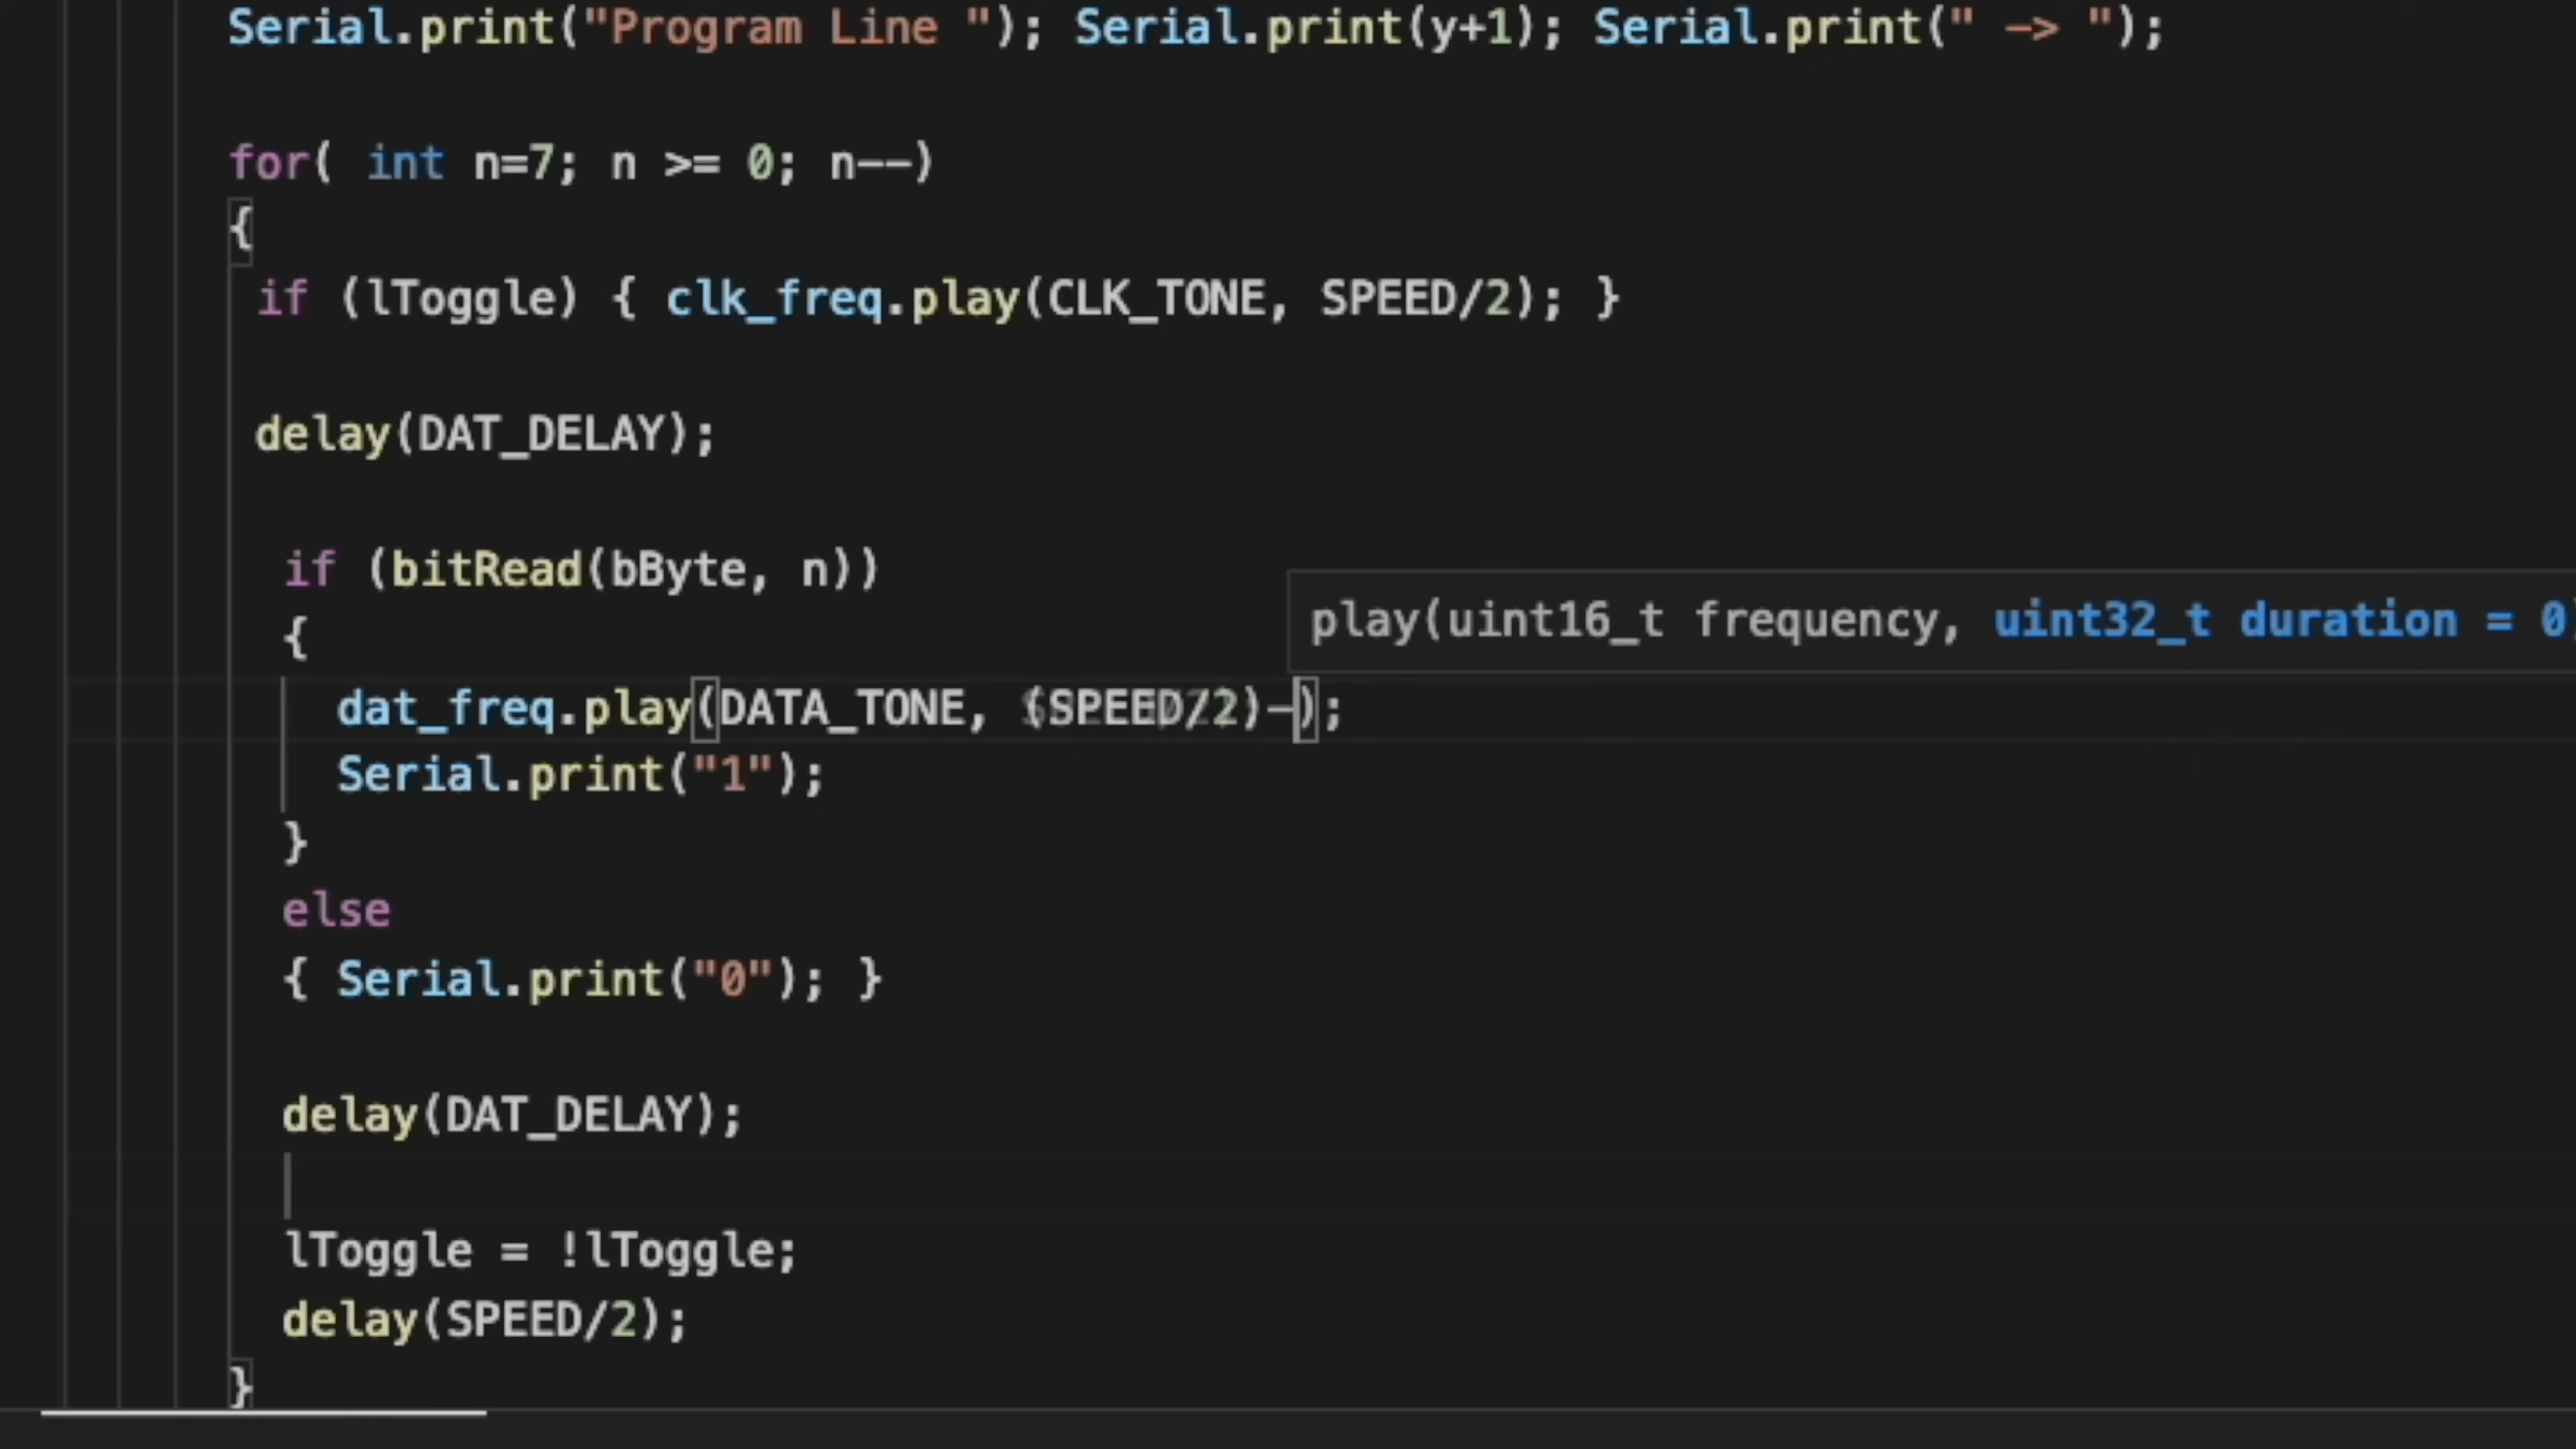 Serial.print("Program Line "); Serial.print(y+1); Serial.print(" -> ");
for( int n=7; n >= 0; n--)
{
if (lToggle) { clk_freq.play(CLK_TONE, SPEED/2); }
delay(DAT_DELAY);
if (bitRead(bByte, n))
{
play(uint16_t frequency, uint32_t duration = 0)
dat_freq.play(DATA_TONE, (SPEED/2)-);
Serial.print("1");
}
else
{ Serial.print("0"); }
delay(DAT_DELAY);
lToggle = !lToggle;
delay(SPEED/2);
}